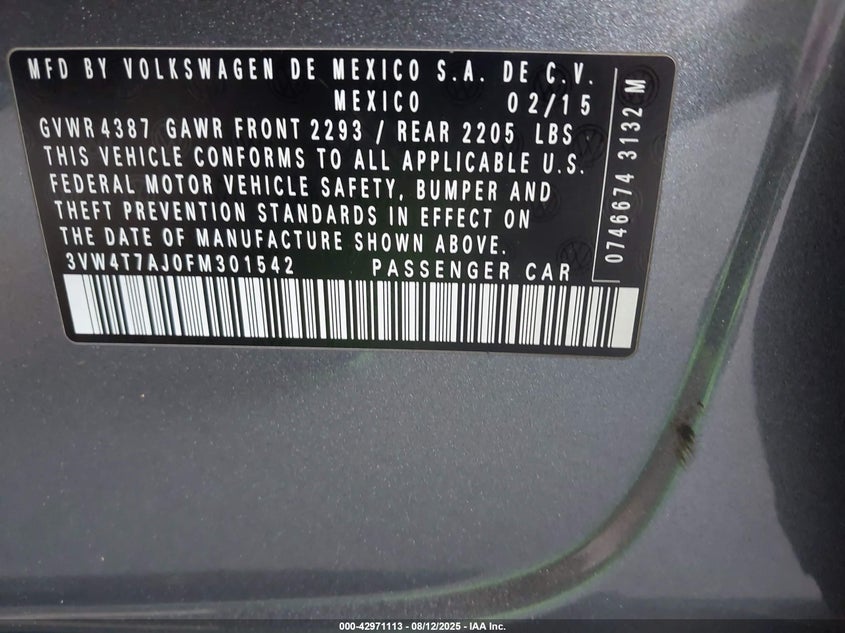 MFD BY VOLKSWAGEN DE MEXICO S.A. DE C.V.
MEXICO 02/15
GVWR 4387 GAWR FRONT 2293 / REAR 2205 LBS
THIS VEHICLE CONFORMS TO ALL APPLICABLE U.S.
FEDERAL MOTOR VEHICLE SAFETY, BUMPER AND
THEFT PREVENTION STANDARDS IN EFFECT ON
THE DATE OF MANUFACTURE SHOWN ABOVE.
3VW4T7AJ0FM301542 PASSENGER CAR
0746674 3132 M
000-42971113 - 08/12/2025 - IAA Inc.